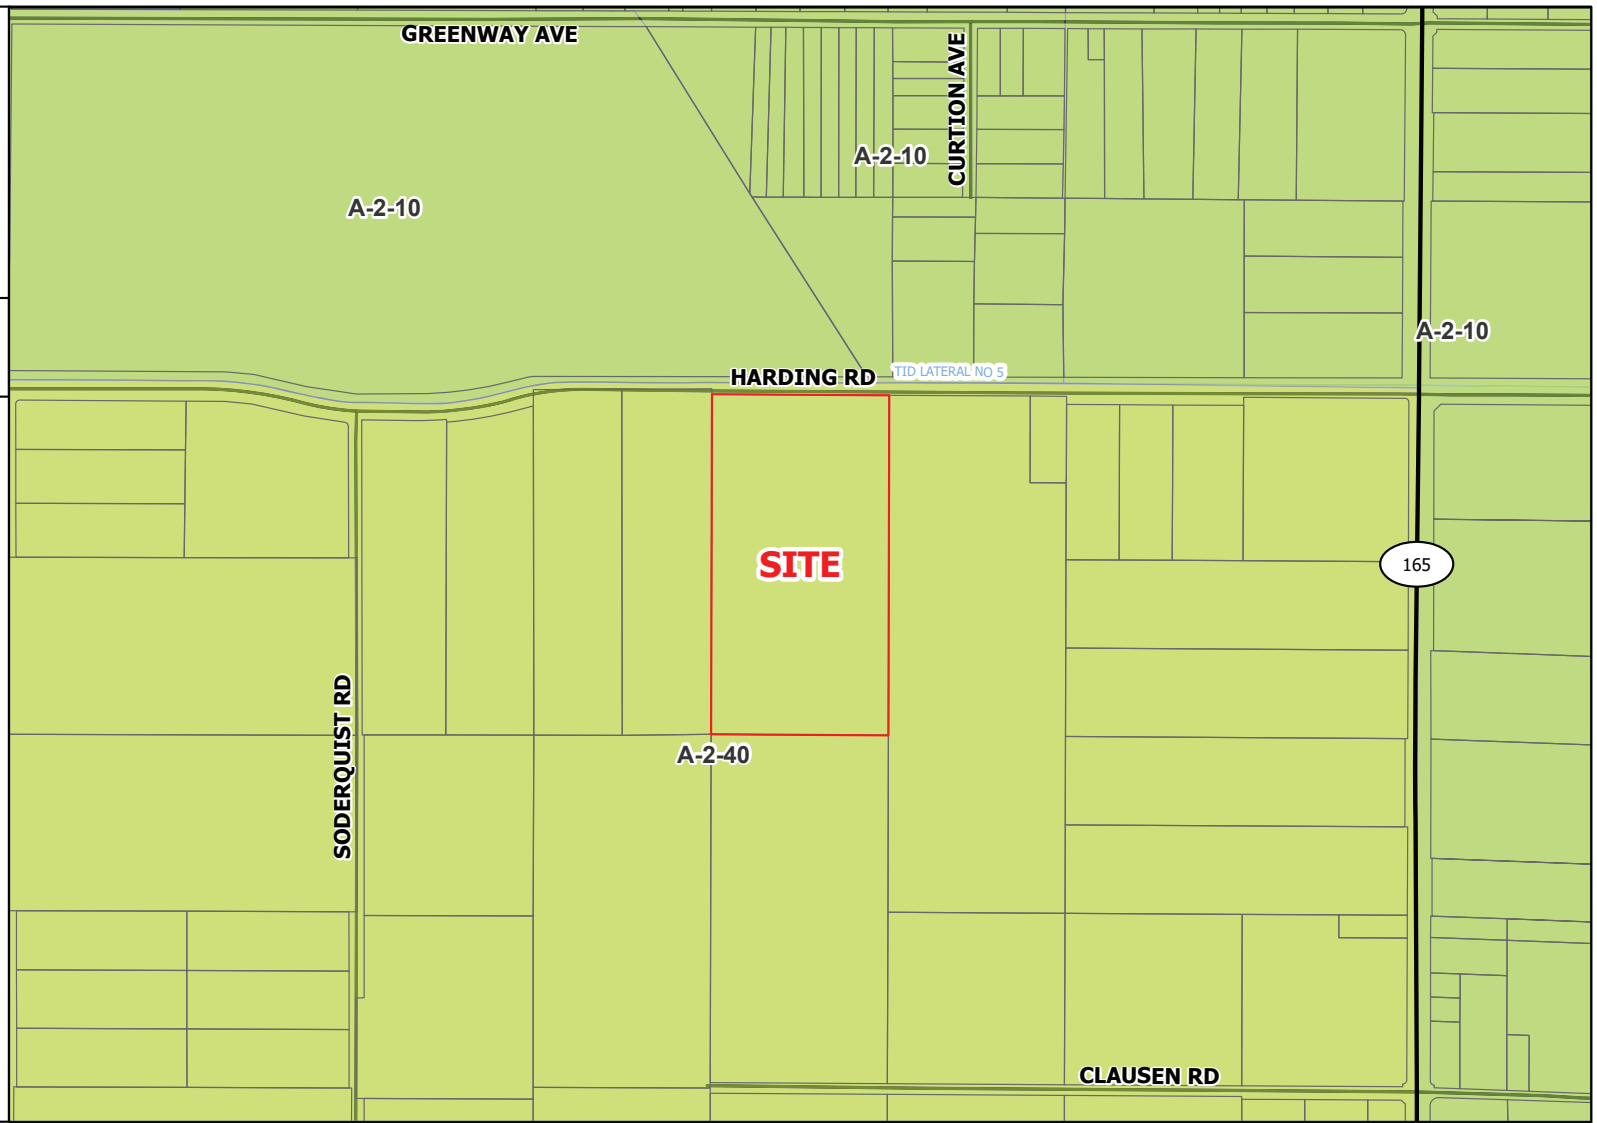 GREENWAY AVE
CURTION AVE
A-2-10
A-2-10
A-2-10
HARDING RD
TID LATERAL NO 5
SITE
165
SODERQUIST RD
A-2-40
CLAUSEN RD